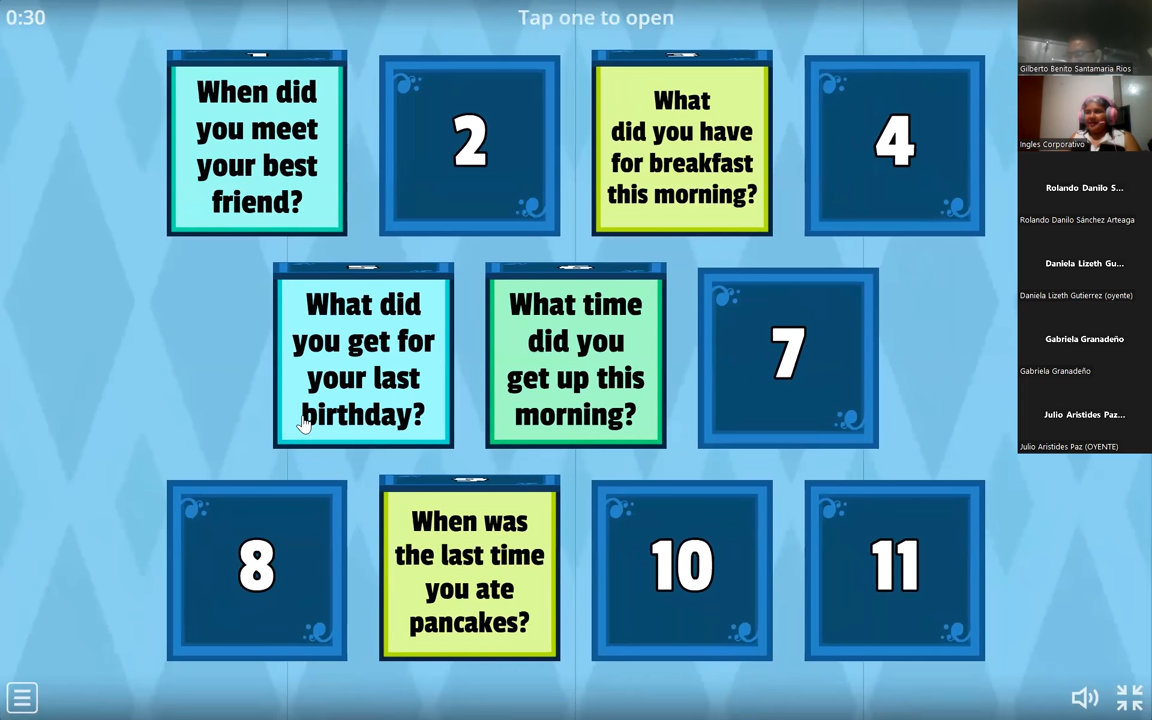 0:30
Tap one to open
When did
you meet
your best
friend?
2
What
did you have
for breakfast
this morning?
4
What did
you get for
your last
birthday?
What time
did you
get up this
morning?
7
8
When was
the last time
you ate
pancakes?
10
11
Gilberto Benito Santamaria Rios
Ingles Corporativo
Rolando Danilo S...
Rolando Danilo Sánchez Arteaga
Daniela Lizeth Gu...
Daniela Lizeth Gutierrez (oyente)
Gabriela Granadeño
Gabriela Granadeño
Julio Aristides Paz...
Julio Aristides Paz (OYENTE)